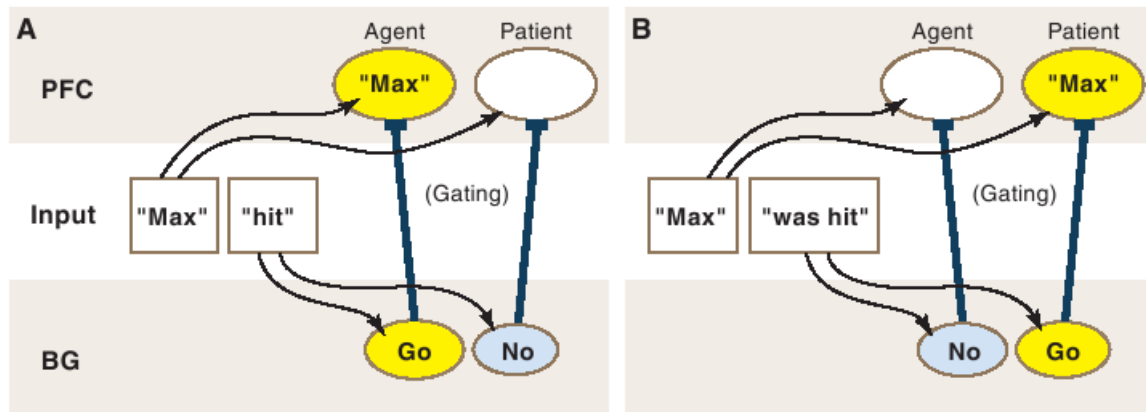 A
Agent
Patient
PFC
"Max"
Input
"Max"
"hit"
(Gating)
BG
Go
No
B
Agent
Patient
"Max"
"Max"
"was hit"
(Gating)
No
Go